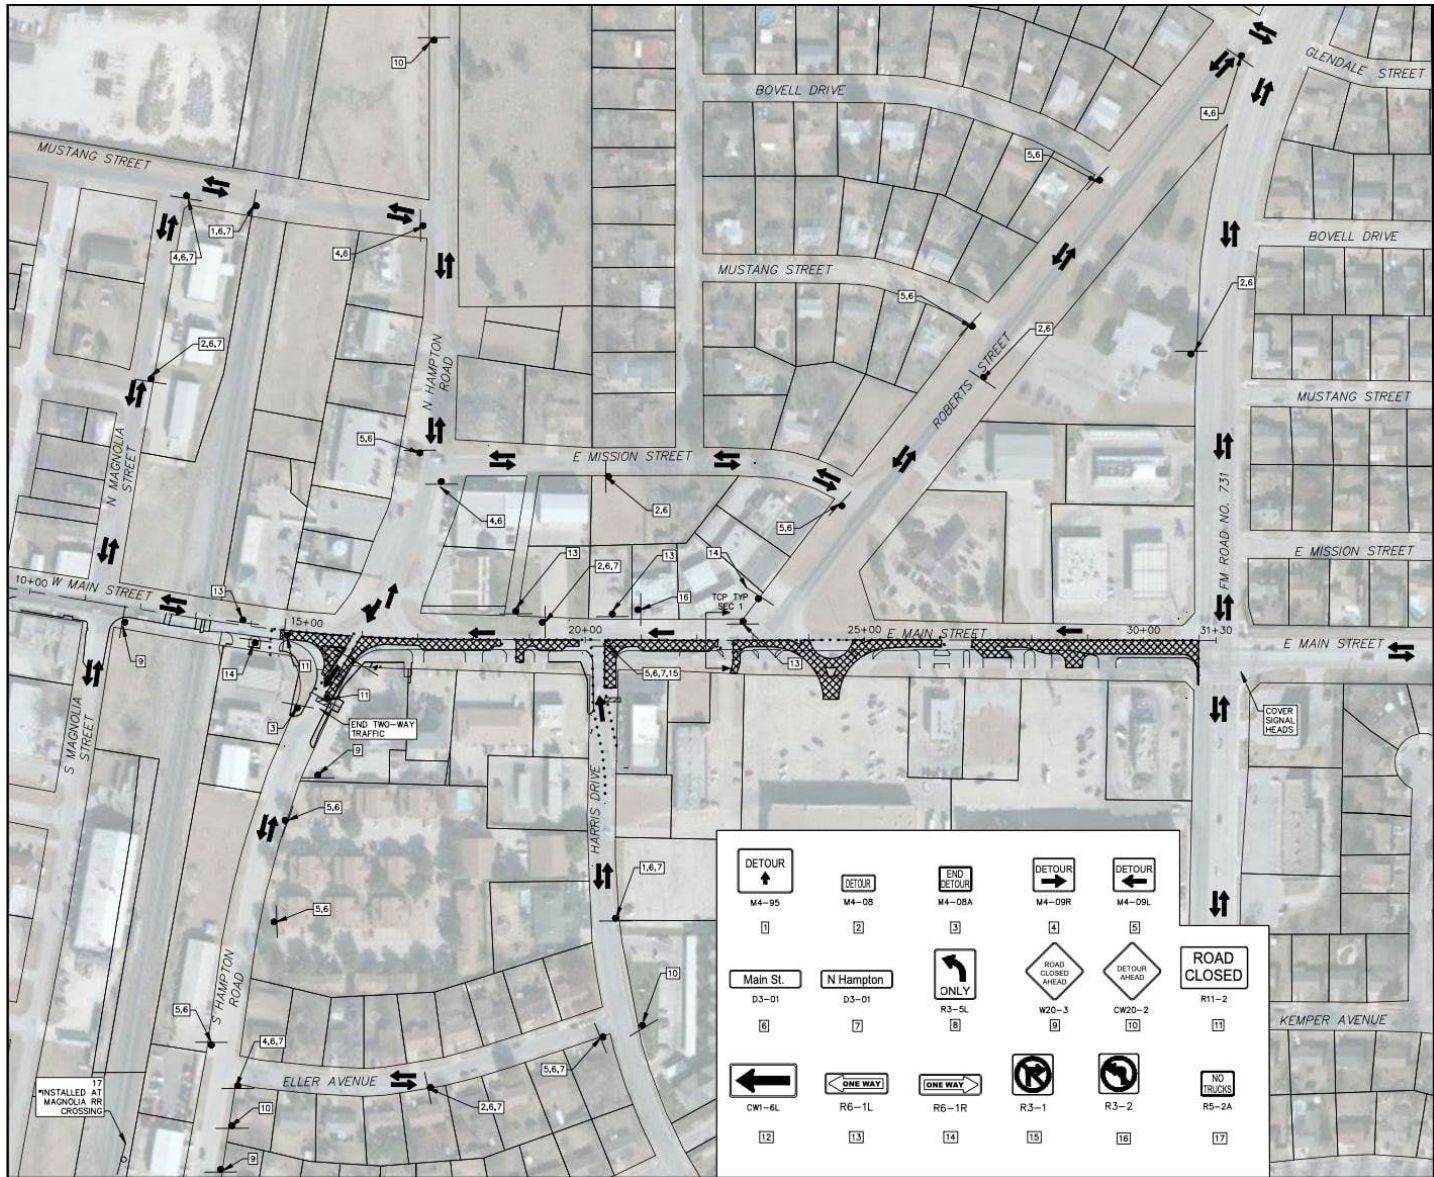 10
BOVELL DRIVE
GLENDALE STREET
4,6
MUSTANG STREET
5,6
1,6,7
4,6,7
4,6
BOVELL DRIVE
MUSTANG STREET
5,6
2,6
2,6
2,6,7
N HAMPTON
ROAD
ROBERTS STREET
MUSTANG STREET
N MAGNOLIA
STREET
5,6
E MISSION STREET
2,6
4,6
5,6
FM ROAD NO. 731
E MISSION STREET
10+00
W MAIN STREET
13
15+00
13
2,6,7
13
16
14
TCP TYP
SEC 1
20+00
25+00
E MAIN STREET
30+00
31+30
E MAIN STREET
9
14
11
11
3
END TWO-WAY
TRAFFIC
5,6,7,15
13
COVER
SIGNAL
HEADS
S MAGNOLIA
STREET
9
5,6
HARRIS DRIVE
1,6,7
5,6
S HAMPTON
ROAD
10
5,6
4,6,7
5,6,7
ELLER AVENUE
2,6,7
17
*INSTALLED AT
MAGNOLIA RR
CROSSING
10
9
KEMPER AVENUE
DETOUR
M4-95
1
DETOUR
M4-08
2
END
DETOUR
M4-08A
3
DETOUR
M4-09R
4
DETOUR
M4-09L
5
Main St.
D3-01
6
N Hampton
D3-01
7
ONLY
R3-5L
8
ROAD
CLOSED
AHEAD
W20-3
9
DETOUR
AHEAD
CW20-2
10
ROAD
CLOSED
R11-2
11
CW1-6L
12
ONE WAY
R6-1L
13
ONE WAY
R6-1R
14
R3-1
15
R3-2
16
NO
TRUCKS
R5-2A
17